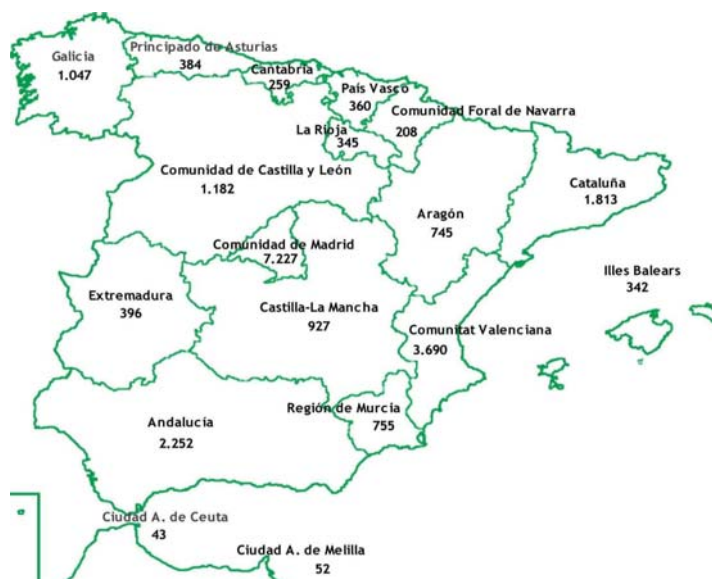 Principado de Asturias
384
Galicia
1.047
Cantabria
259
País Vasco
360
Comunidad Foral de Navarra
208
La Rioja
345
Comunidad de Castilla y León
1.182
Cataluña
1.813
Aragón
745
Comunidad de Madrid
7.227
Illes Balears
342
Extremadura
396
Castilla-La Mancha
927
Comunitat Valenciana
3.690
Región de Murcia
755
Andalucía
2.252
Ciudad A. de Ceuta
43
Ciudad A. de Melilla
52